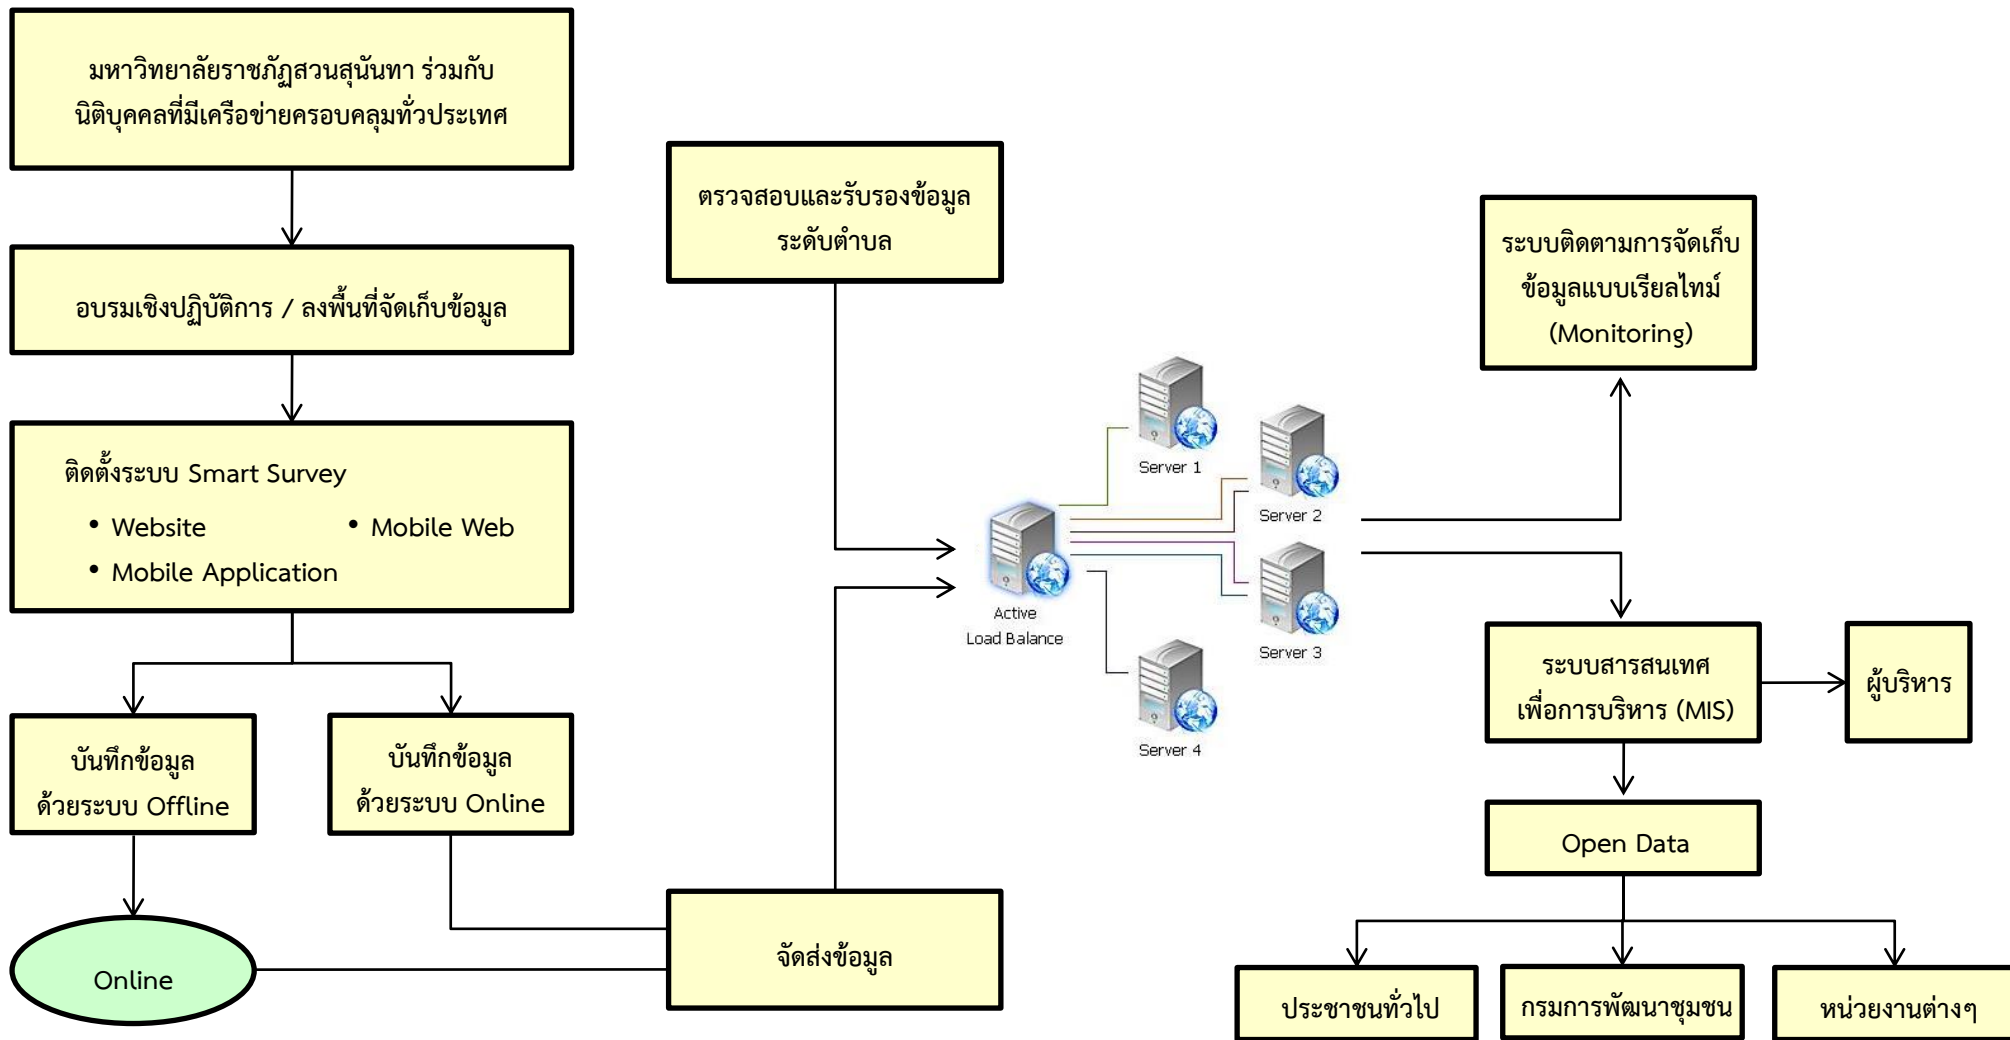 มหาวิทยาลัยราชภัฏสวนสุนันทา ร่วมกับ
นิติบุคคลที่มีเครือข่ายครอบคลุมทั่วประเทศ
อบรมเชิงปฏิบัติการ / ลงพื้นที่จัดเก็บข้อมูล
ติดตั้งระบบ Smart Survey
• Website
• Mobile Web
• Mobile Application
บันทึกข้อมูล
ด้วยระบบ Offline
บันทึกข้อมูล
ด้วยระบบ Online
Online
ตรวจสอบและรับรองข้อมูล
ระดับตำบล
จัดส่งข้อมูล
Active
Load Balance
Server 1
Server 2
Server 3
Server 4
ระบบติดตามการจัดเก็บ
ข้อมูลแบบเรียลไทม์
(Monitoring)
ระบบสารสนเทศ
เพื่อการบริหาร (MIS)
ผู้บริหาร
Open Data
ประชาชนทั่วไป
กรมการพัฒนาชุมชน
หน่วยงานต่างๆ